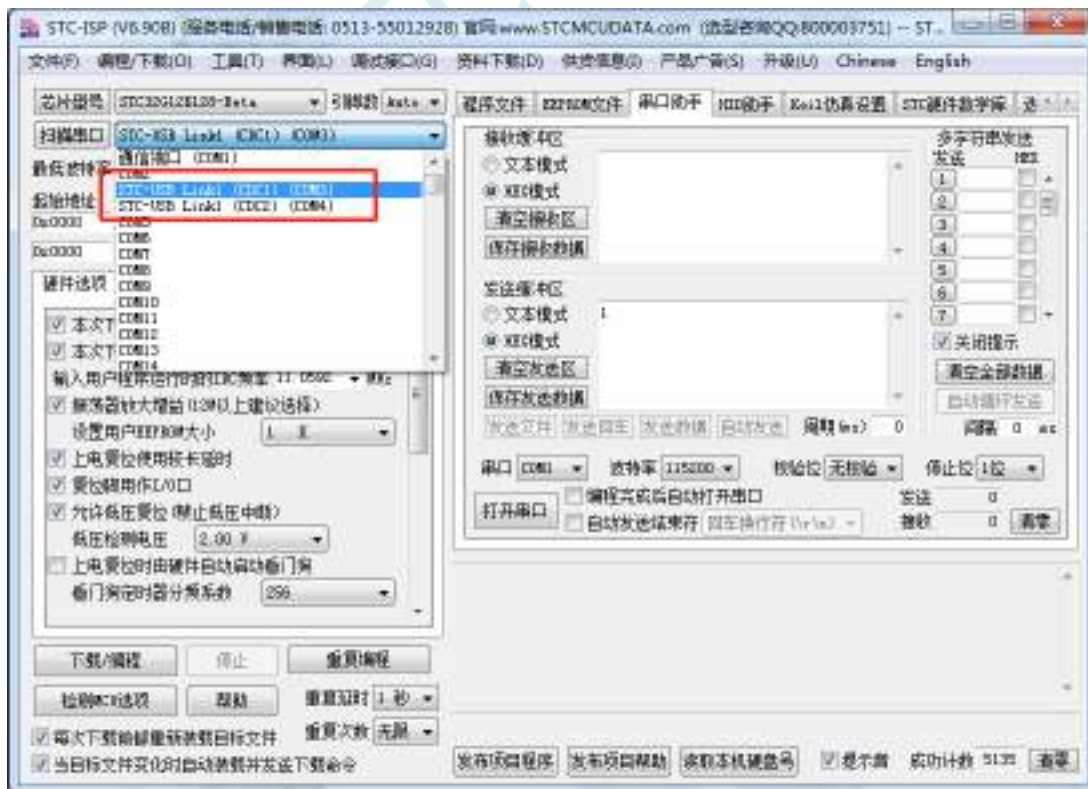 STC-ISP (V6.90B) (服务电话/销售电话: 0513-55012928) 官网:www.STCMCUDATA.com (选型咨询QQ:800003751) -- ST..
文件(F) 编程/下载(O) 工具(T) 界面(L) 调试接口(G) 资料下载(D) 供货信息(I) 产品广告(S) 升级(U) Chinese English
芯片型号 STC32G12K128-Beta 引脚数 Auto
程序文件 EEPROM文件 串口助手 HID助手 Keil仿真设置 STC硬件数学库 选
扫描串口 STC-USB Link1 (CDC1) (COM3)
通信端口 (COM1)
最低波特率 COM2
STC-USB Link1 (CDC1) (COM3)
起始地址 STC-USB Link1 (CDC2) (COM4)
0x0000 COM5
COM6
0x0000 COM7
COM8
硬件选项 COM9
COM10
本次下 COM11
COM12
本次下 COM13
COM14
输入用户程序运行时的IRC频率 11.0592 MHz
振荡器放大增益(12M以上建议选择)
设置用户EEPROM大小 1 K
上电复位使用较长延时
复位脚用作I/O口
允许低压复位(禁止低压中断)
低压检测电压 2.00 V
上电复位时由硬件自动启动看门狗
看门狗定时器分频系数 256
下载/编程 停止 重复编程
检测MCU选项 帮助 重复延时 1 秒
重复次数 无限
每次下载前都重新装载目标文件
当目标文件变化时自动装载并发送下载命令
接收缓冲区
文本模式
HEX模式
清空接收区
保存接收数据
发送缓冲区
文本模式 1
HEX模式
清空发送区
保存发送数据
发送文件 发送回车 发送数据 自动发送 周期(ms) 0
多字符串发送
发送 HEX
1
2
3
4
5
6
7
关闭提示
清空全部数据
自动循环发送
间隔 0 ms
串口 COM1 波特率 115200 校验位 无校验 停止位 1位
打开串口 编程完成后自动打开串口 发送 0
自动发送结束符 回车换行符(\r\n) 接收 0 清零
发布项目程序 发布项目帮助 读取本机硬盘号 提示音 成功计数 5135 清零